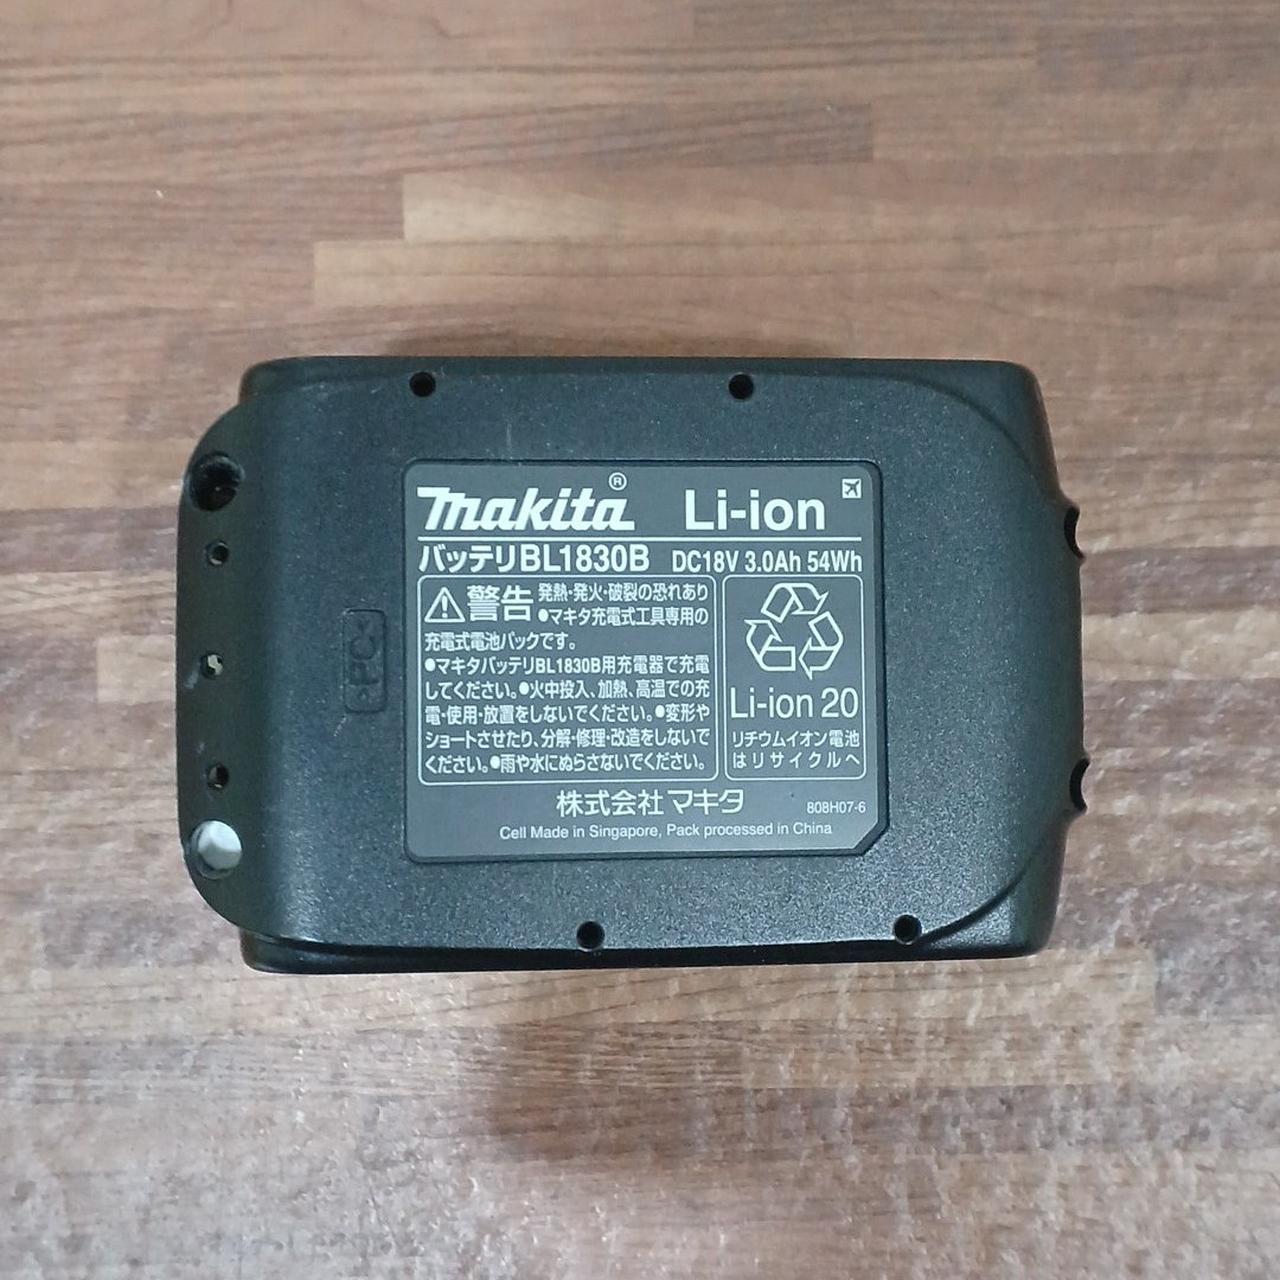 makita® Li-ion
バッテリBL1830B DC18V 3.0Ah 54Wh
警告 発熱・発火・破裂の恐れあり
●マキタ充電式工具専用の
充電式電池パックです。
●マキタバッテリBL1830B用充電器で充電
してください。●火中投入、加熱、高温での充
電・使用・放置をしないでください。●変形や
ショートさせたり、分解・修理・改造をしないで
ください。●雨や水にぬらさないでください。
Li-ion 20
リチウムイオン電池
はリサイクルへ
株式会社マキタ 808H07-6
Cell Made in Singapore, Pack processed in China
>PC<